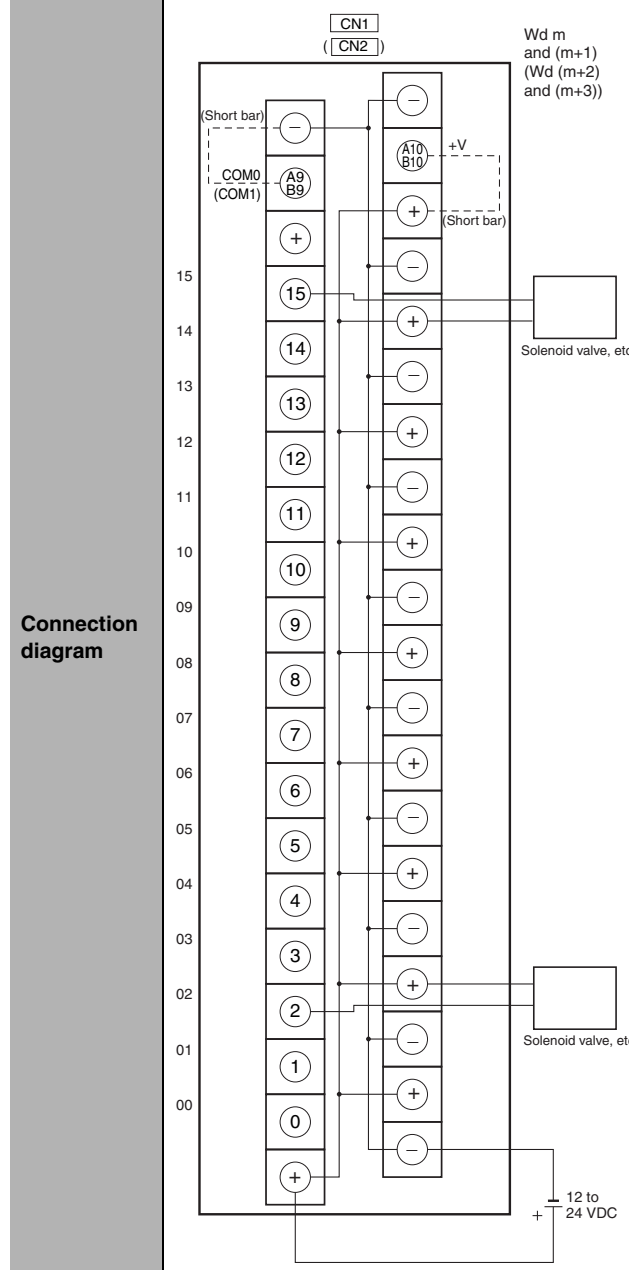 Connection
diagram
CN1
( CN2 )
Wd m
and (m+1)
(Wd (m+2)
and (m+3))
(Short bar)
−
−
COM0
(COM1)
A9
B9
A10
B10
+V
+
+
(Short bar)
−
15
15
+
Solenoid valve, etc
14
14
−
13
13
+
12
12
−
11
11
+
10
10
−
09
9
+
08
8
−
07
7
+
06
6
−
05
5
+
04
4
−
03
3
+
02
2
−
Solenoid valve, etc
01
1
+
00
0
−
+
12 to
24 VDC
+